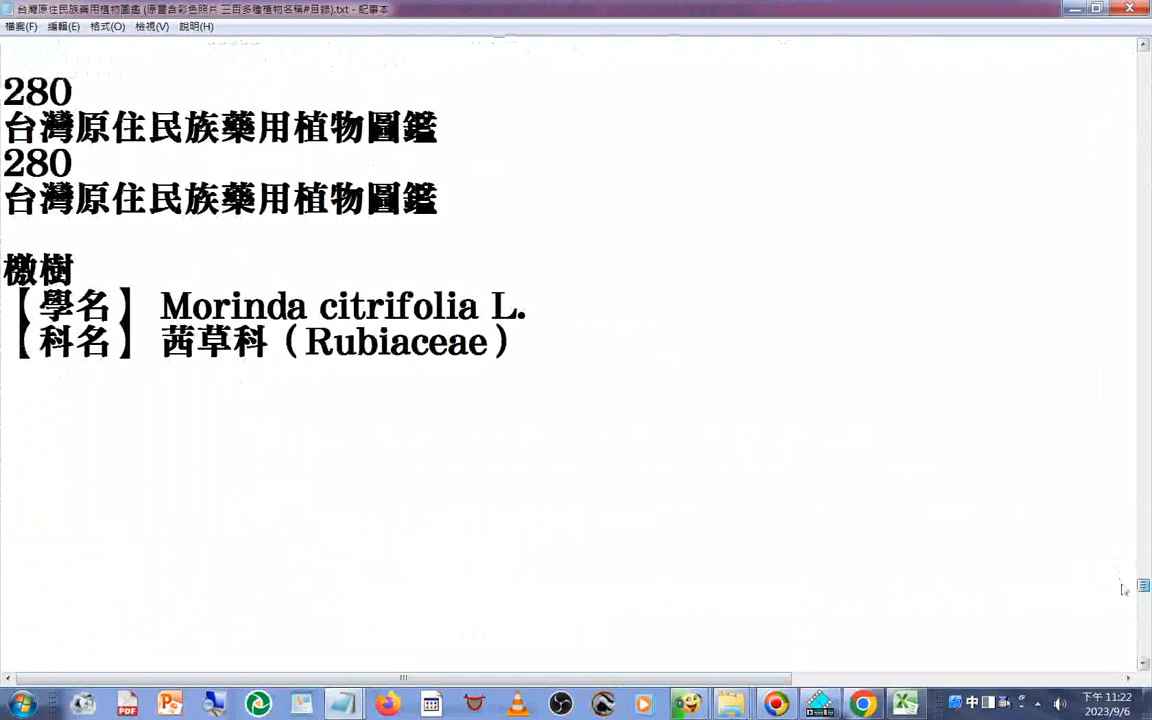 台灣原住民族藥用植物圖鑑 (原書含彩色照片 三百多種植物名稱#目錄).txt - 記事本
檔案(F) 編輯(E) 格式(O) 檢視(V) 說明(H)
280
台灣原住民族藥用植物圖鑑
280
台灣原住民族藥用植物圖鑑
檄樹
【學名】 Morinda citrifolia L.
【科名】 茜草科（Rubiaceae）
中
下午 11:22
2023/9/6